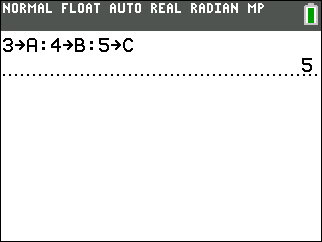 NORMAL FLOAT AUTO REAL RADIAN MP
3→A:4→B:5→C
5